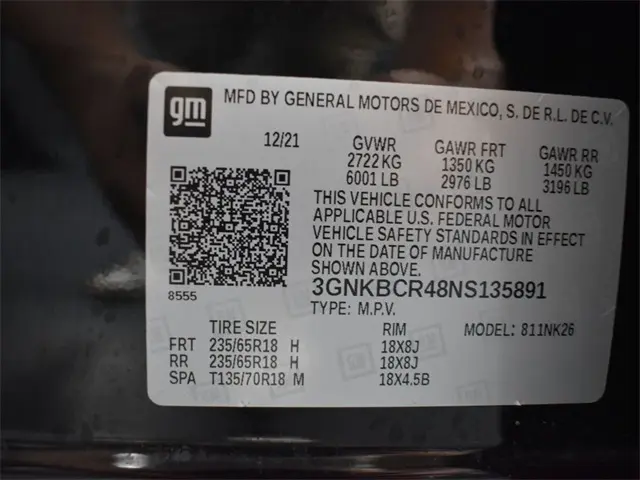 gm MFD BY GENERAL MOTORS DE MEXICO, S. DE R.L. DE C.V.
12/21 GVWR GAWR FRT GAWR RR
2722 KG 1350 KG 1450 KG
6001 LB 2976 LB 3196 LB
THIS VEHICLE CONFORMS TO ALL
APPLICABLE U.S. FEDERAL MOTOR
VEHICLE SAFETY STANDARDS IN EFFECT
ON THE DATE OF MANUFACTURE
SHOWN ABOVE.
8555
3GNKBCR48NS135891
TYPE: M.P.V.
TIRE SIZE RIM MODEL: 811NK26
FRT 235/65R18 H 18X8J
RR 235/65R18 H 18X8J
SPA T135/70R18 M 18X4.5B